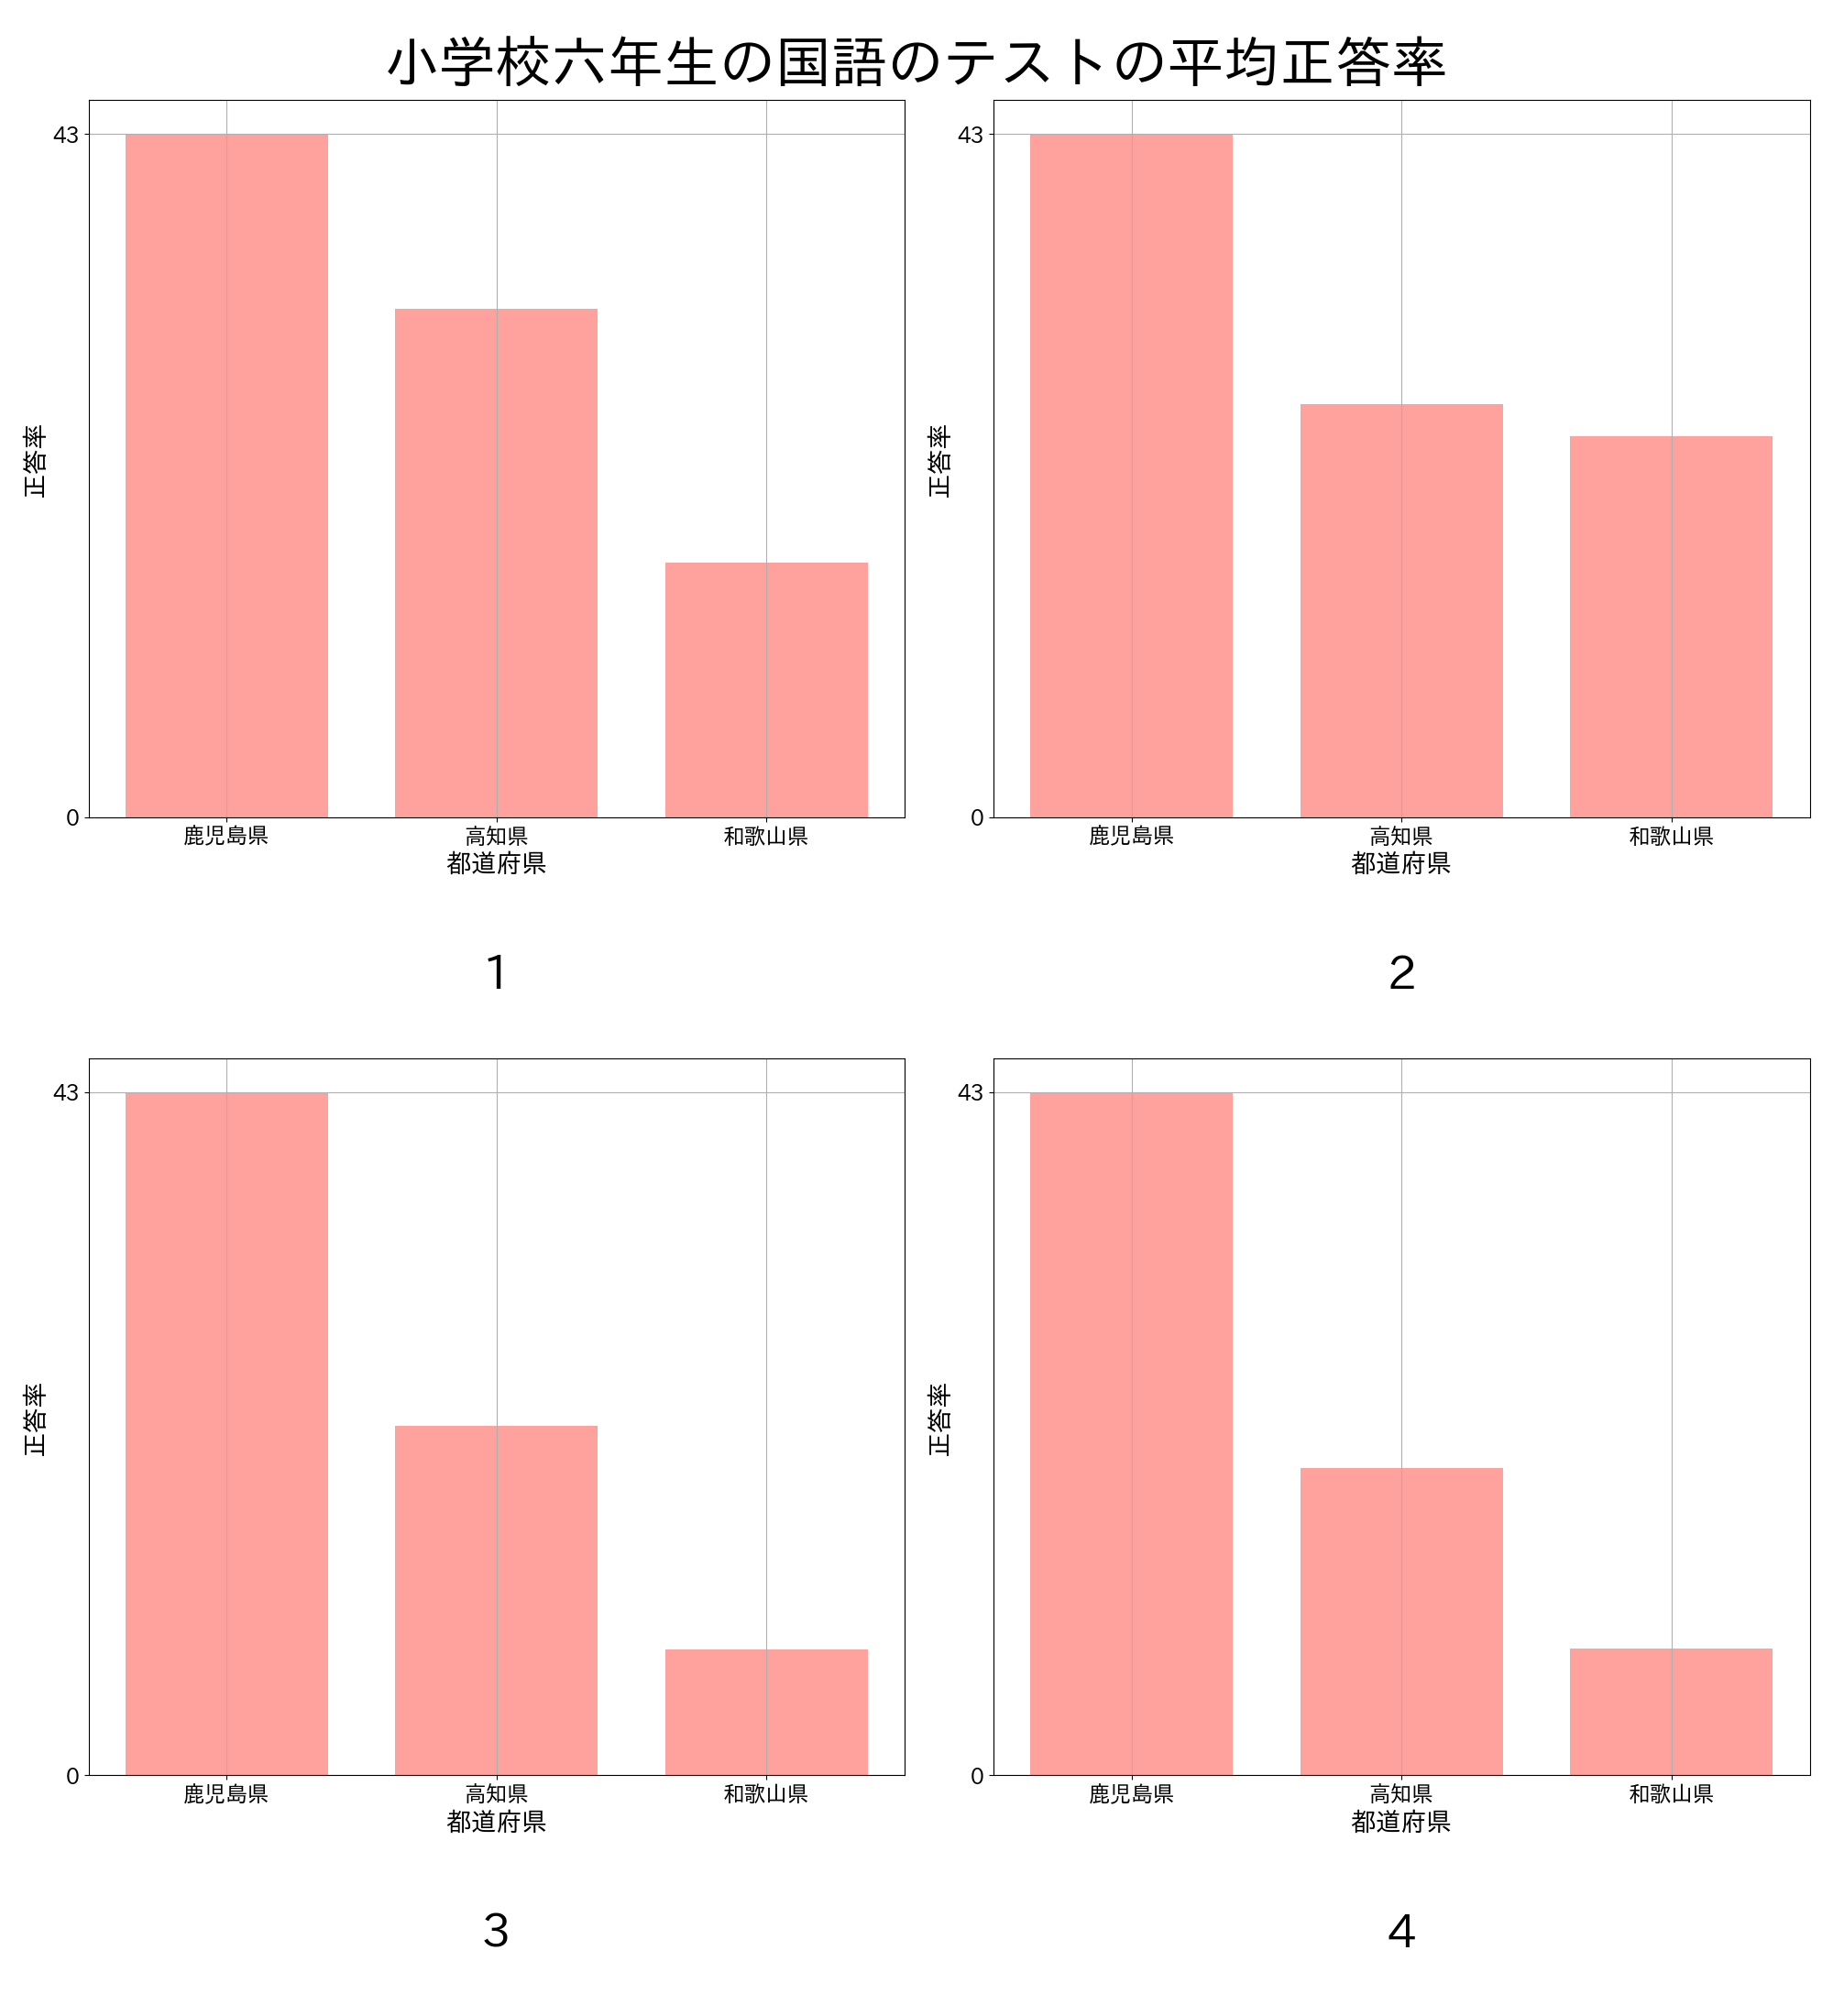 小学校六年生の国語のテストの平均正答率
43
0
正答率
鹿児島県
高知県
和歌山県
都道府県
1
43
0
正答率
鹿児島県
高知県
和歌山県
都道府県
2
43
0
正答率
鹿児島県
高知県
和歌山県
都道府県
3
43
0
正答率
鹿児島県
高知県
和歌山県
都道府県
4